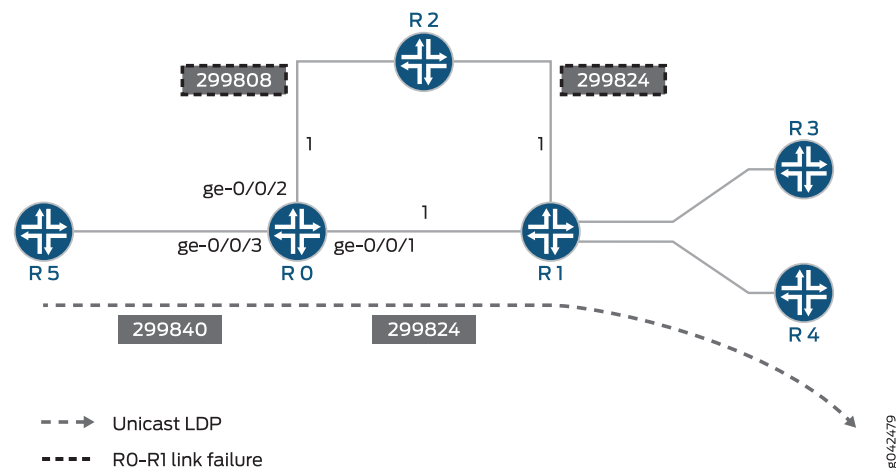 R 2
299808
299824
1
1
R 3
ge-0/0/2
1
ge-0/0/3
ge-0/0/1
R 5
R 0
R 1
R 4
299840
299824
Unicast LDP
R0-R1 link failure
g042479